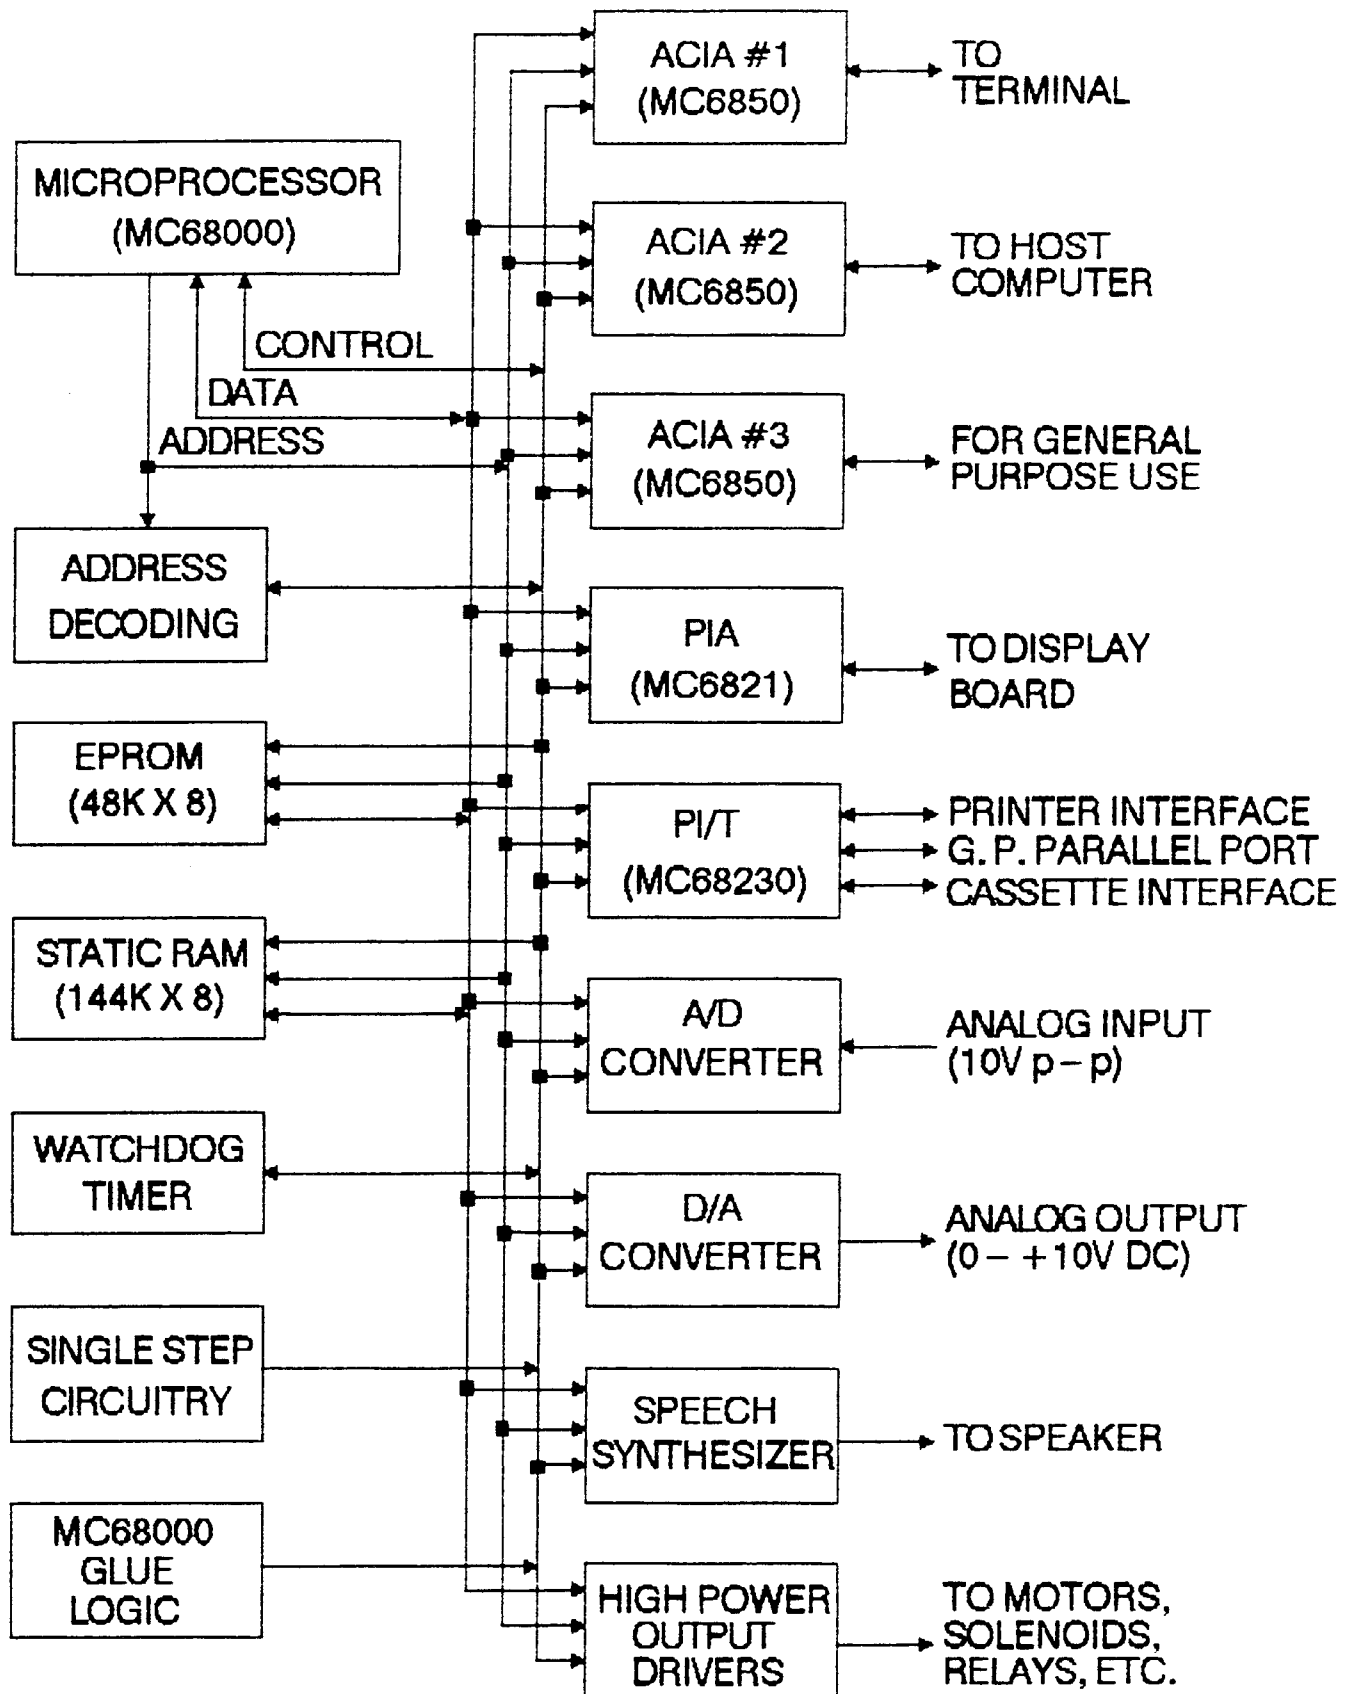 MICROPROCESSOR
(MC68000)
CONTROL
DATA
ADDRESS
ADDRESS
DECODING
EPROM
(48K X 8)
STATIC RAM
(144K X 8)
WATCHDOG
TIMER
SINGLE STEP
CIRCUITRY
MC68000
GLUE
LOGIC
ACIA #1
(MC6850)
TO
TERMINAL
ACIA #2
(MC6850)
TO HOST
COMPUTER
ACIA #3
(MC6850)
FOR GENERAL
PURPOSE USE
PIA
(MC6821)
TO DISPLAY
BOARD
PI/T
(MC68230)
PRINTER INTERFACE
G. P. PARALLEL PORT
CASSETTE INTERFACE
A/D
CONVERTER
ANALOG INPUT
(10V p – p)
D/A
CONVERTER
ANALOG OUTPUT
(0 – +10V DC)
SPEECH
SYNTHESIZER
TO SPEAKER
HIGH POWER
OUTPUT
DRIVERS
TO MOTORS,
SOLENOIDS,
RELAYS, ETC.